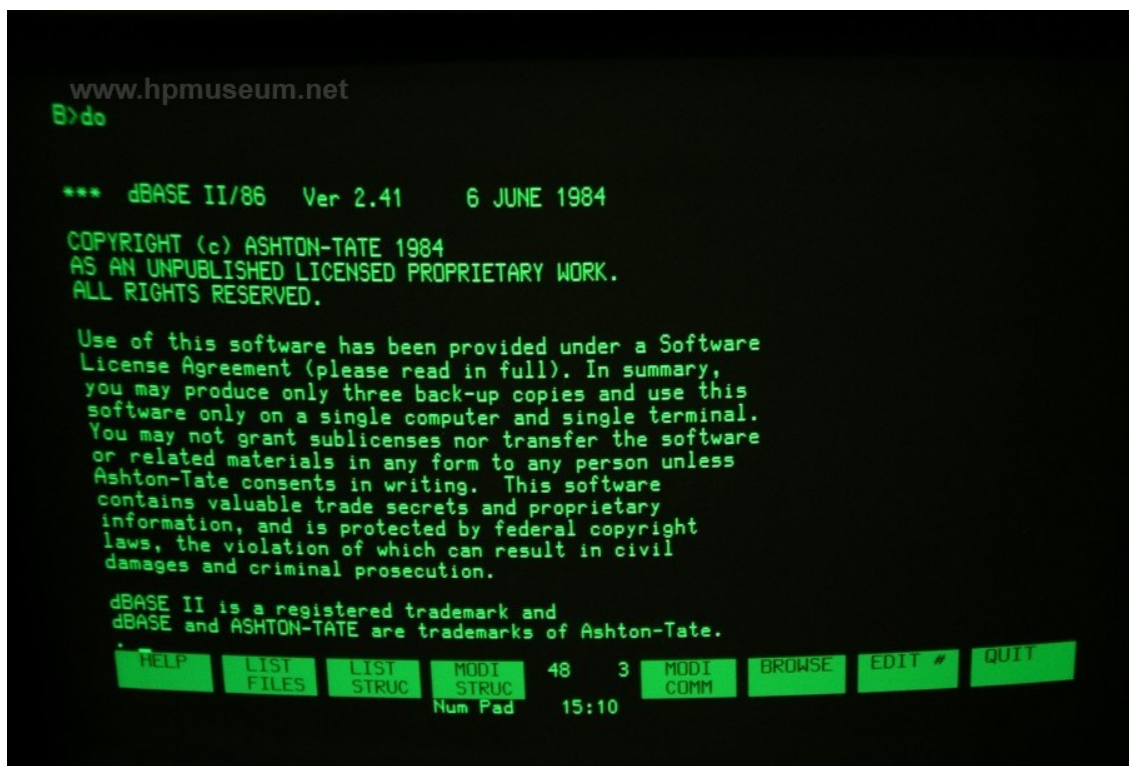 www.hpmuseum.net
B>do
*** dBASE II/86 Ver 2.41 6 JUNE 1984
COPYRIGHT (c) ASHTON-TATE 1984
AS AN UNPUBLISHED LICENSED PROPRIETARY WORK.
ALL RIGHTS RESERVED.
Use of this software has been provided under a Software
License Agreement (please read in full). In summary,
you may produce only three back-up copies and use this
software only on a single computer and single terminal.
You may not grant sublicenses nor transfer the software
or related materials in any form to any person unless
Ashton-Tate consents in writing. This software
contains valuable trade secrets and proprietary
information, and is protected by federal copyright
laws, the violation of which can result in civil
damages and criminal prosecution.
dBASE II is a registered trademark and
dBASE and ASHTON-TATE are trademarks of Ashton-Tate.
. _
HELP LIST LIST MODI 48 3 MODI BROWSE EDIT # QUIT
FILES STRUC STRUC COMM
Num Pad 15:10